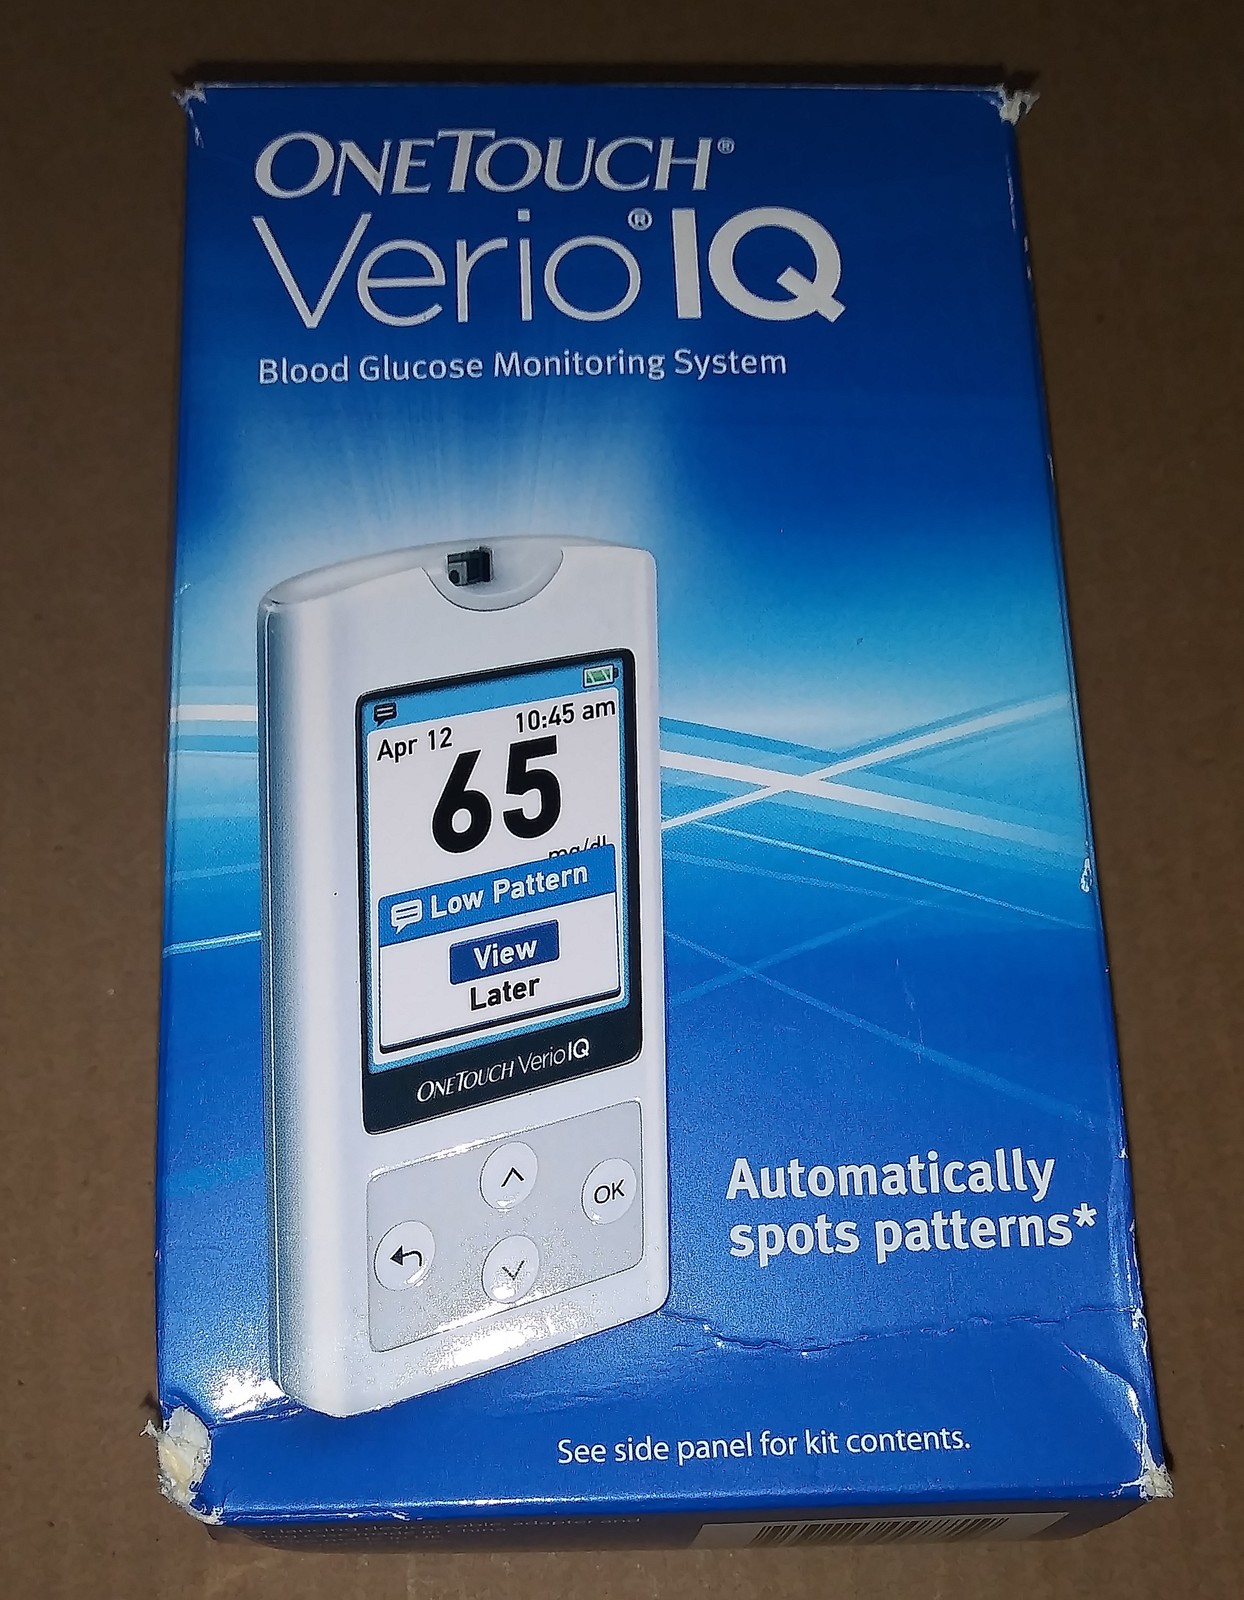 ONETOUCH®
Verio®IQ
Blood Glucose Monitoring System
Apr 12
10:45 am
65
mg/dL
Low Pattern
View
Later
ONETOUCH VerioIQ
OK
Automatically
spots patterns*
See side panel for kit contents.